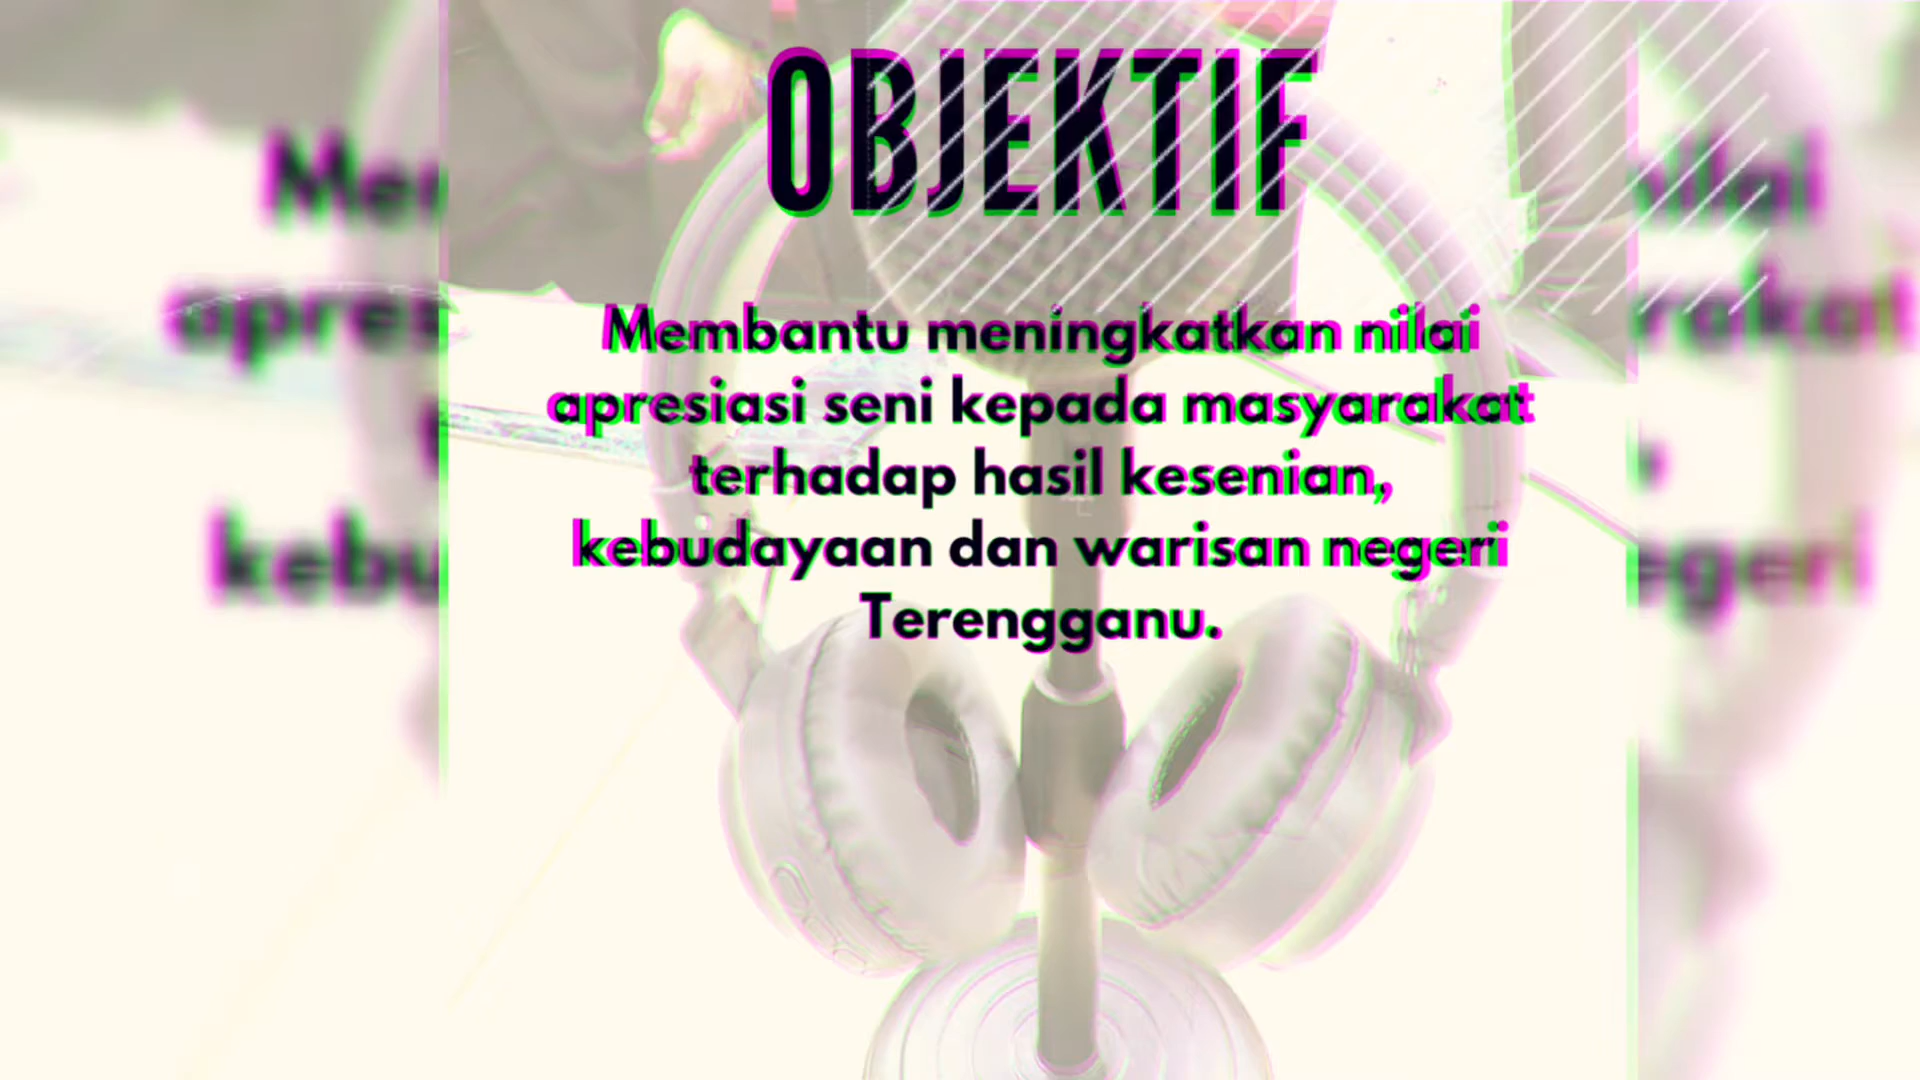 OBJEKTIF
Membantu meningkatkan nilai
apresiasi seni kepada masyarakat
terhadap hasil kesenian,
kebudayaan dan warisan negeri
Terengganu.